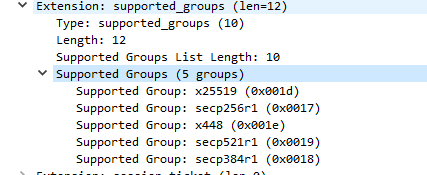 Extension: supported_groups (len=12)
Type: supported_groups (10)
Length: 12
Supported Groups List Length: 10
Supported Groups (5 groups)
Supported Group: x25519 (0x001d)
Supported Group: secp256r1 (0x0017)
Supported Group: x448 (0x001e)
Supported Group: secp521r1 (0x0019)
Supported Group: secp384r1 (0x0018)
Extension: session_ticket (len=0)